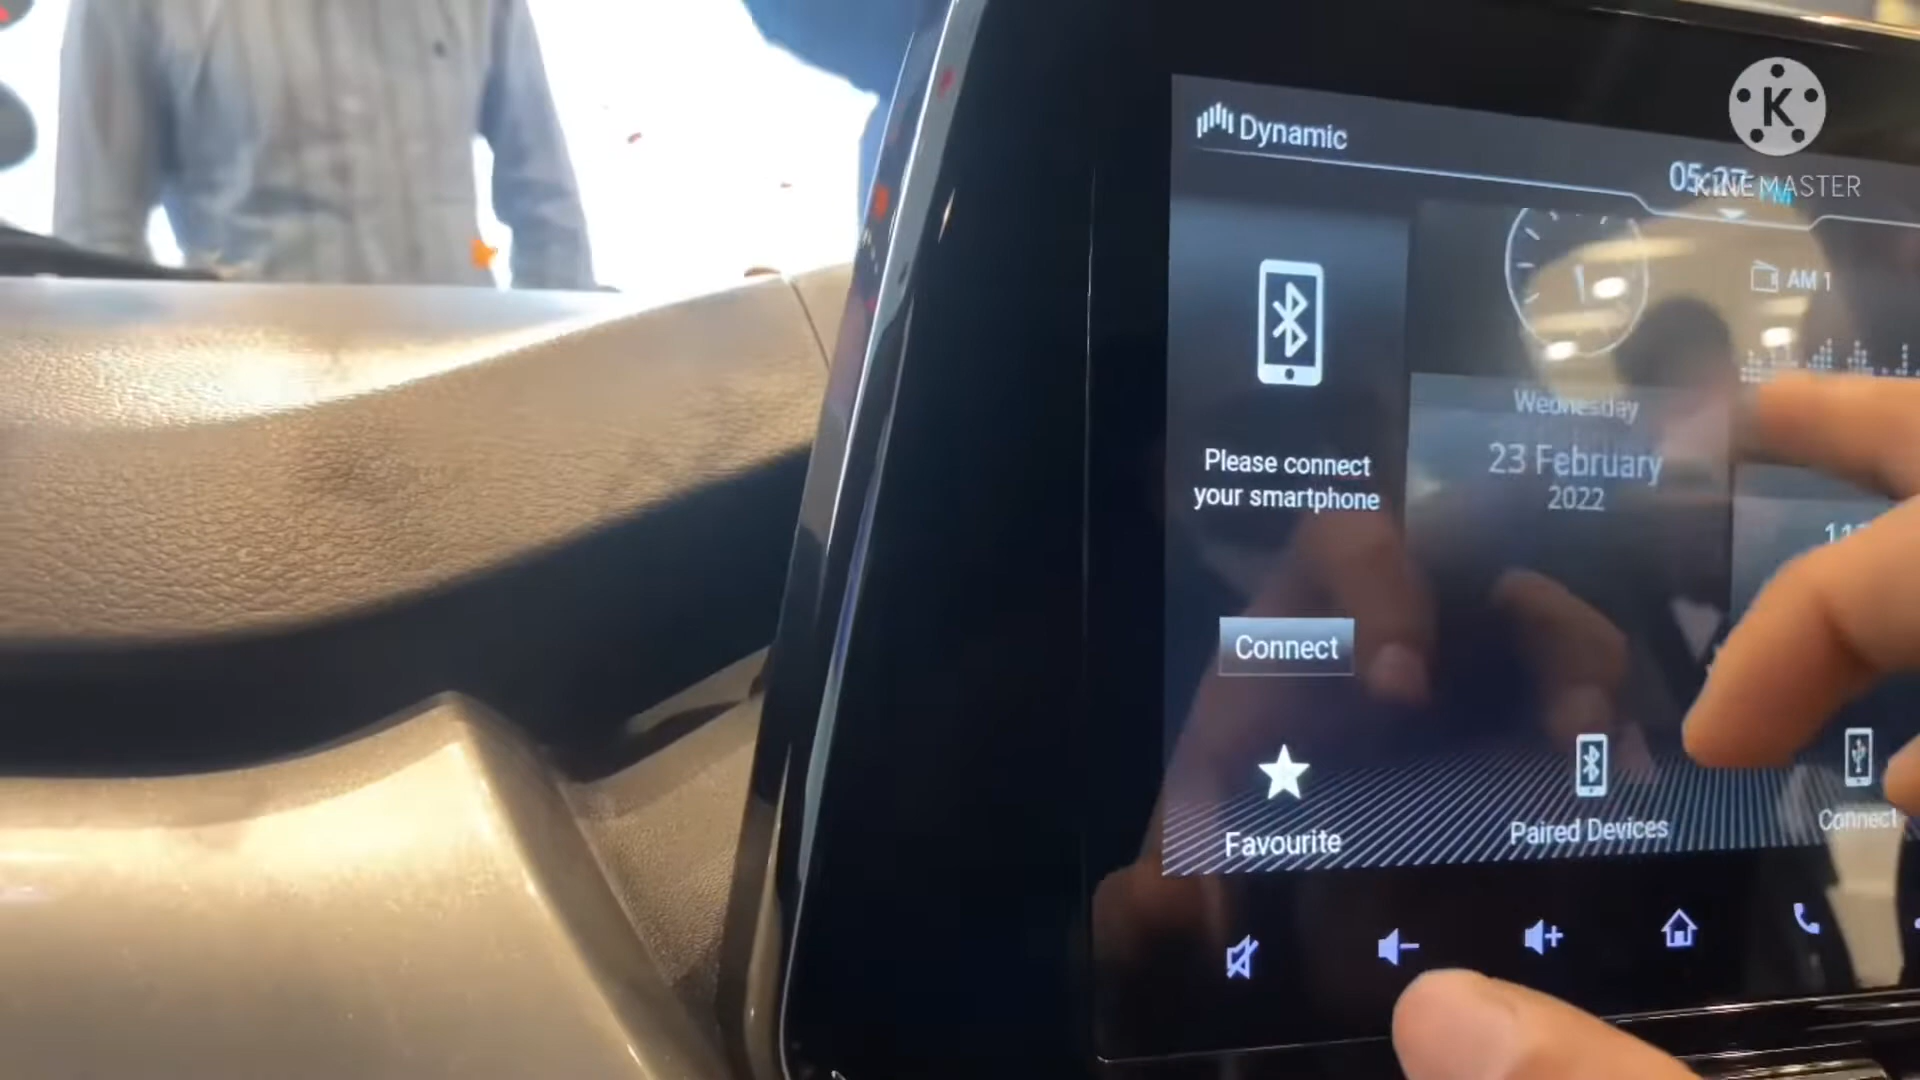 Dynamic
K
KINEMASTER
AM 1
Wednesday
23 February
2022
Please connect
your smartphone
Connect
Favourite
Paired Devices
Connect